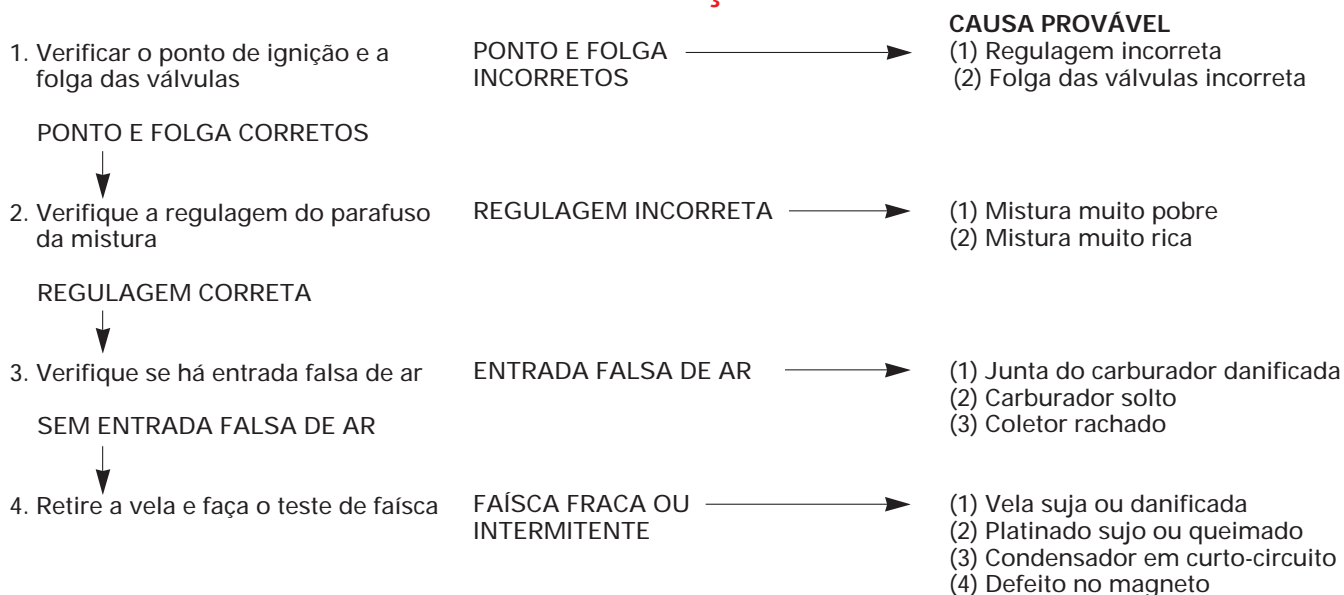 CAUSA PROVÁVEL
1. Verificar o ponto de ignição e a
folga das válvulas
PONTO E FOLGA
INCORRETOS
(1) Regulagem incorreta
(2) Folga das válvulas incorreta
PONTO E FOLGA CORRETOS
2. Verifique a regulagem do parafuso
da mistura
REGULAGEM INCORRETA
(1) Mistura muito pobre
(2) Mistura muito rica
REGULAGEM CORRETA
3. Verifique se há entrada falsa de ar
ENTRADA FALSA DE AR
(1) Junta do carburador danificada
(2) Carburador solto
(3) Coletor rachado
SEM ENTRADA FALSA DE AR
4. Retire a vela e faça o teste de faísca
FAÍSCA FRACA OU
INTERMITENTE
(1) Vela suja ou danificada
(2) Platinado sujo ou queimado
(3) Condensador em curto-circuito
(4) Defeito no magneto